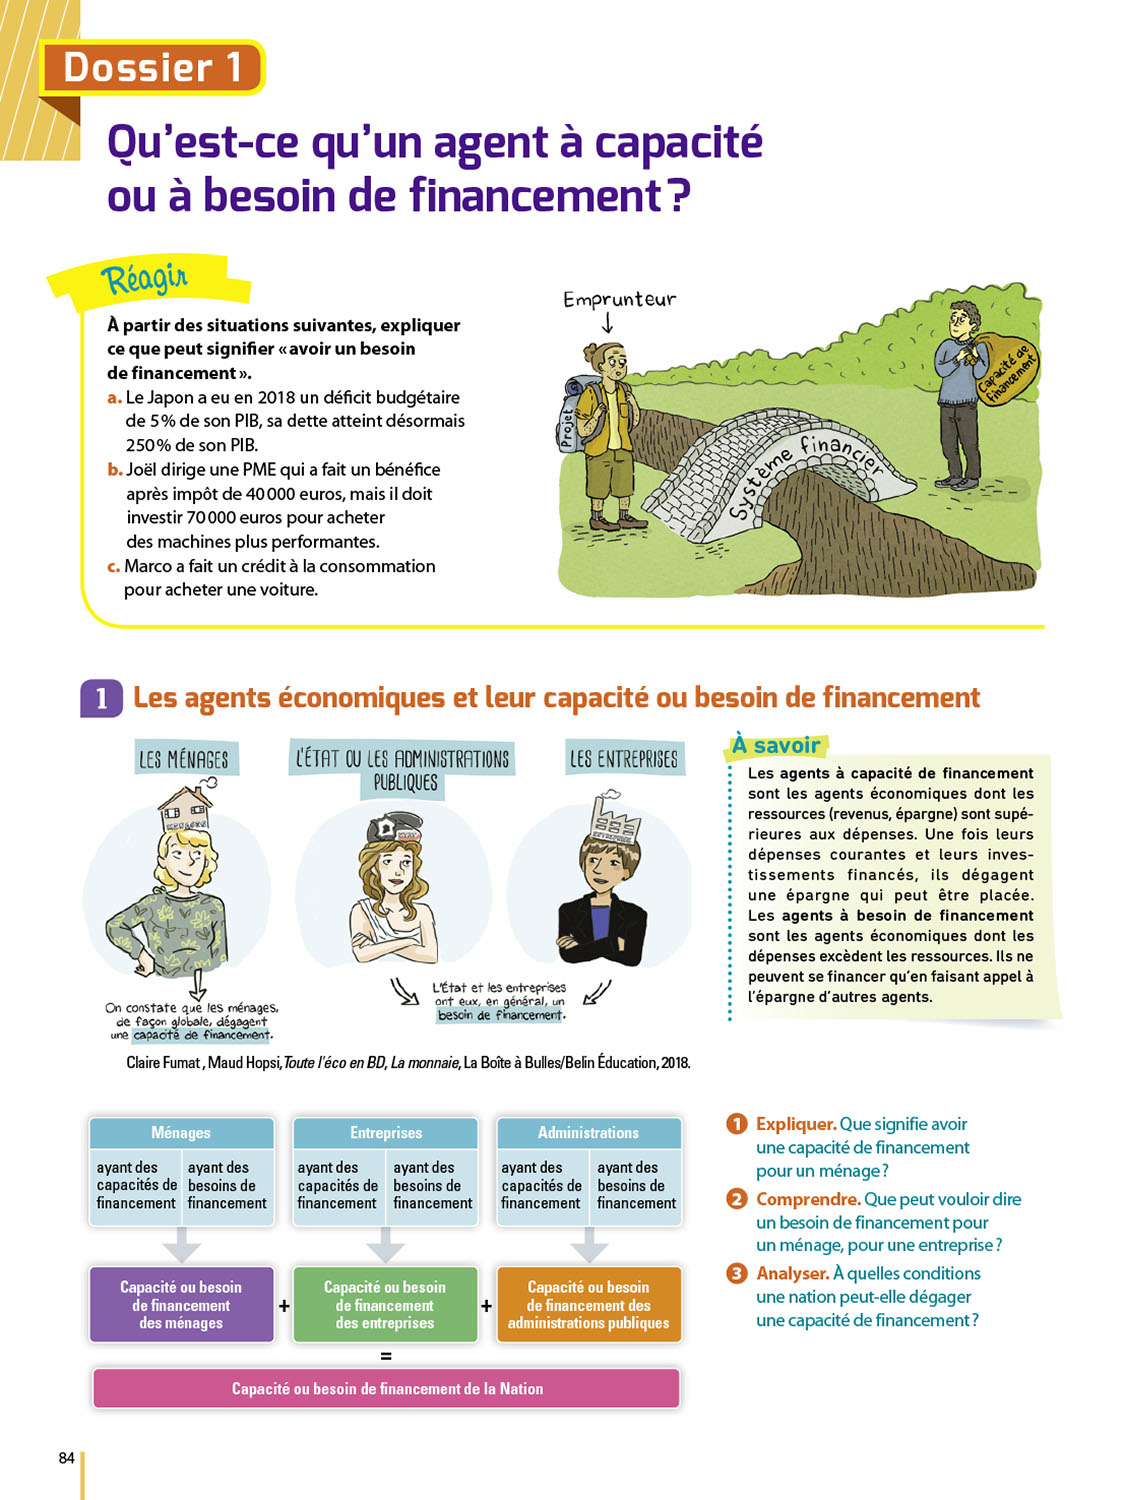 Dossier 1
Qu'est-ce qu'un agent à capacité
ou à besoin de financement ?
Réagir
À partir des situations suivantes, expliquer
ce que peut signifier « avoir un besoin
de financement ».
a. Le Japon a eu en 2018 un déficit budgétaire
de 5 % de son PIB, sa dette atteint désormais
250 % de son PIB.
b. Joël dirige une PME qui a fait un bénéfice
après impôt de 40 000 euros, mais il doit
investir 70 000 euros pour acheter
des machines plus performantes.
c. Marco a fait un crédit à la consommation
pour acheter une voiture.
Emprunteur
Projet
Système financier
Capacité de
financement
1 Les agents économiques et leur capacité ou besoin de financement
LES MÉNAGES
L'ÉTAT OU LES ADMINISTRATIONS
PUBLIQUES
LES ENTREPRISES
MÉNAGES
ENTREPRISE
On constate que les ménages,
de façon globale, dégagent
une capacité de financement.
L'État et les entreprises
ont eux, en général, un
besoin de financement.
Claire Fumat , Maud Hopsi, Toute l'éco en BD, La monnaie, La Boîte à Bulles/Belin Éducation, 2018.
À savoir
Les agents à capacité de financement
sont les agents économiques dont les
ressources (revenus, épargne) sont supé-
rieures aux dépenses. Une fois leurs
dépenses courantes et leurs inves-
tissements financés, ils dégagent
une épargne qui peut être placée.
Les agents à besoin de financement
sont les agents économiques dont les
dépenses excèdent les ressources. Ils ne
peuvent se financer qu'en faisant appel à
l'épargne d'autres agents.
Ménages
ayant des
capacités de
financement
ayant des
besoins de
financement
Entreprises
ayant des
capacités de
financement
ayant des
besoins de
financement
Administrations
ayant des
capacités de
financement
ayant des
besoins de
financement
Capacité ou besoin
de financement
des ménages
+
Capacité ou besoin
de financement
des entreprises
+
Capacité ou besoin
de financement des
administrations publiques
=
Capacité ou besoin de financement de la Nation
1 Expliquer. Que signifie avoir
une capacité de financement
pour un ménage ?
2 Comprendre. Que peut vouloir dire
un besoin de financement pour
un ménage, pour une entreprise ?
3 Analyser. À quelles conditions
une nation peut-elle dégager
une capacité de financement ?
84